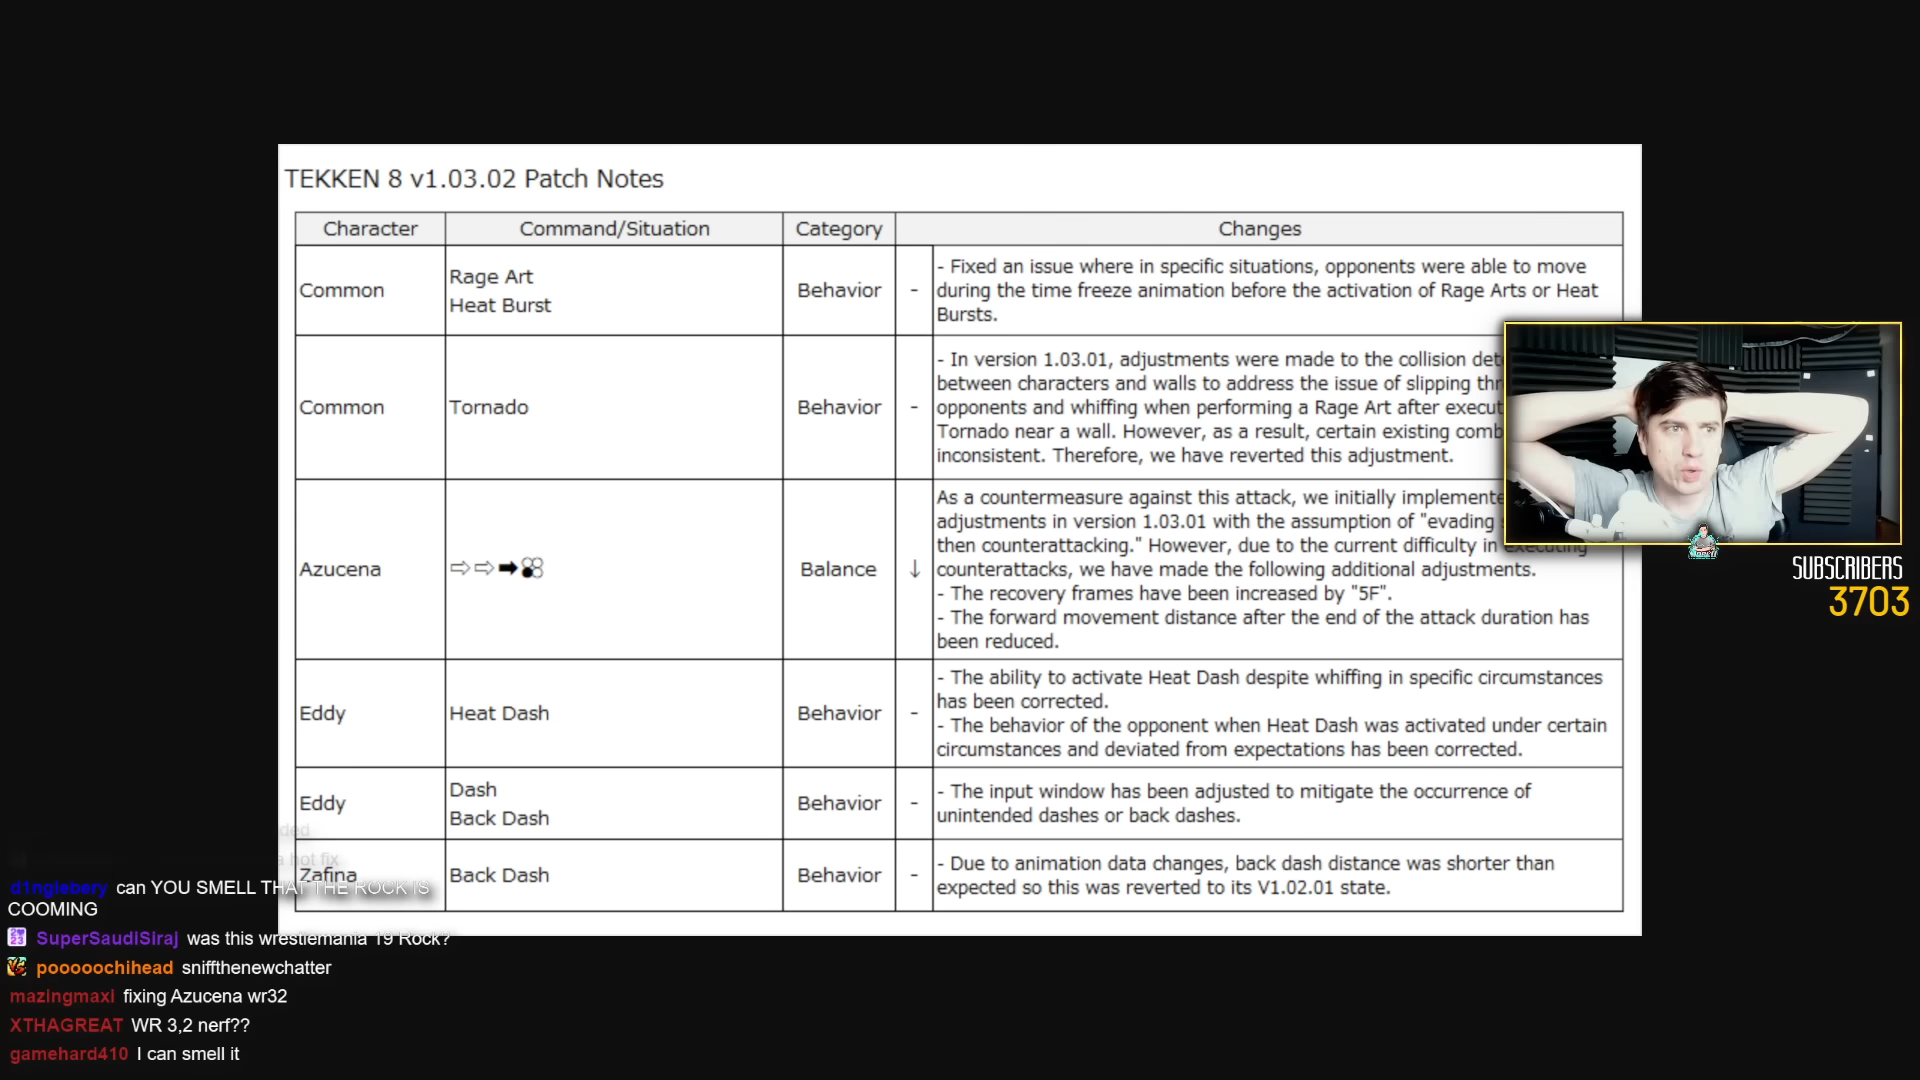 TEKKEN 8 v1.03.02 Patch Notes
Character Command/Situation Category Changes
Common
Rage Art
Heat Burst
Behavior
-
- Fixed an issue where in specific situations, opponents were able to move
during the time freeze animation before the activation of Rage Arts or Heat
Bursts.
Common
Tornado
Behavior
-
- In version 1.03.01, adjustments were made to the collision
between characters and walls to address the issue of slipping
opponents and whiffing when performing a Rage Art after
Tornado near a wall. However, as a result, certain existing
inconsistent. Therefore, we have reverted this adjustment.
Azucena
⇨⇨➡
Balance
↓
As a countermeasure against this attack, we initially
adjustments in version 1.03.01 with the assumption of "evading
then counterattacking." However, due to the current difficulty in executing
counterattacks, we have made the following additional adjustments.
- The recovery frames have been increased by "5F".
- The forward movement distance after the end of the attack duration has
been reduced.
Eddy
Heat Dash
Behavior
-
- The ability to activate Heat Dash despite whiffing in specific circumstances
has been corrected.
- The behavior of the opponent when Heat Dash was activated under certain
circumstances and deviated from expectations has been corrected.
Eddy
Dash
Back Dash
Behavior
-
- The input window has been adjusted to mitigate the occurrence of
unintended dashes or back dashes.
Zafina
Back Dash
Behavior
-
- Due to animation data changes, back dash distance was shorter than
expected so this was reverted to its V1.02.01 state.
SUBSCRIBERS
3703
a hot fix
d1nglebery can YOU SMELL THAT THE ROCK IS
COOMING
SuperSaudiSiraj was this wrestlemania 19 Rock?
pooooochihead sniffthenewchatter
mazingmaxi fixing Azucena wr32
XTHAGREAT WR 3,2 nerf??
gamehard410 I can smell it